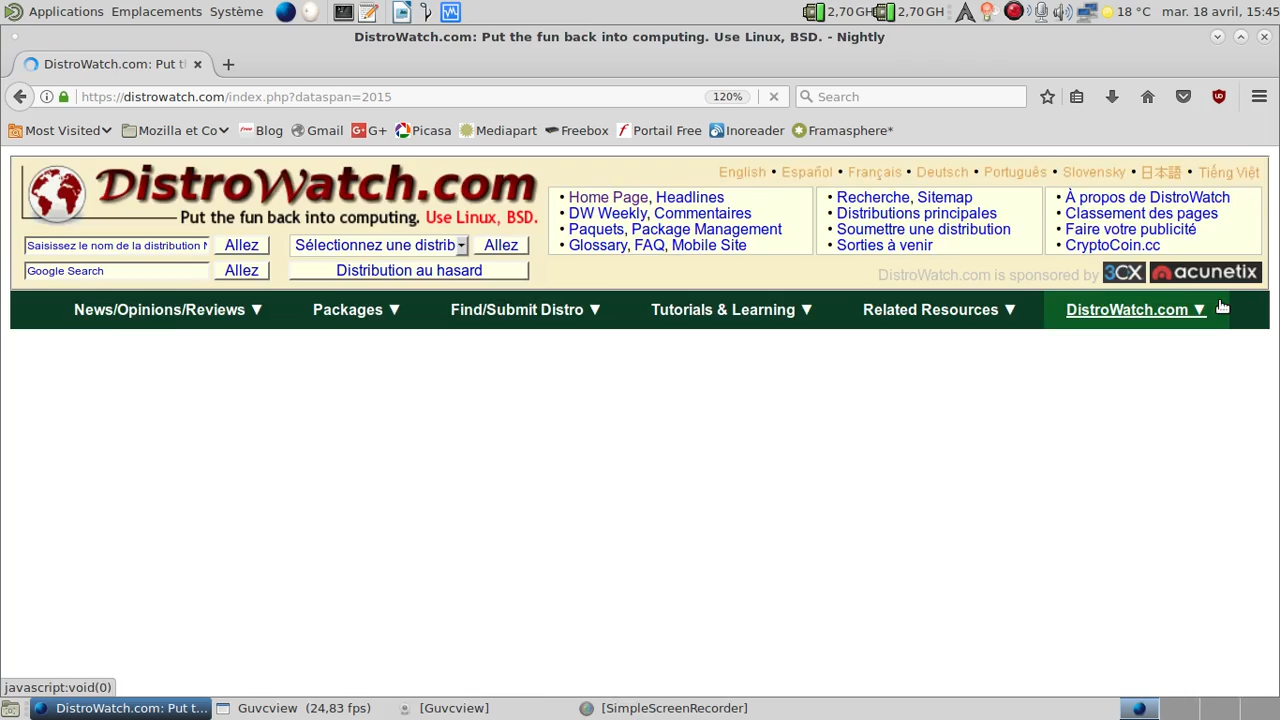 Applications Emplacements Système 2,70 GH 2,70 GH 18 °C mar. 18 avril, 15:45
DistroWatch.com: Put the fun back into computing. Use Linux, BSD. - Nightly
DistroWatch.com: Put t
https://distrowatch.com/index.php?dataspan=2015 120% Search
Most Visited Mozilla et Co Blog Gmail G+ Picasa Mediapart Freebox Portail Free Inoreader Framasphere*
English • Español • Français • Deutsch • Português • Slovensky • 日本語 • Tiếng Việt
DistroWatch.com
Put the fun back into computing. Use Linux, BSD.
• Home Page, Headlines
• DW Weekly, Commentaires
• Paquets, Package Management
• Glossary, FAQ, Mobile Site
• Recherche, Sitemap
• Distributions principales
• Soumettre une distribution
• Sorties à venir
• À propos de DistroWatch
• Classement des pages
• Faire votre publicité
• CryptoCoin.cc
Saisissez le nom de la distribution Allez Sélectionnez une distrib Allez
Google Search Allez Distribution au hasard
DistroWatch.com is sponsored by 3CX acunetix
News/Opinions/Reviews ▼ Packages ▼ Find/Submit Distro ▼ Tutorials & Learning ▼ Related Resources ▼ DistroWatch.com ▼
javascript:void(0)
DistroWatch.com: Put t... Guvcview (24,83 fps) [Guvcview] [SimpleScreenRecorder]